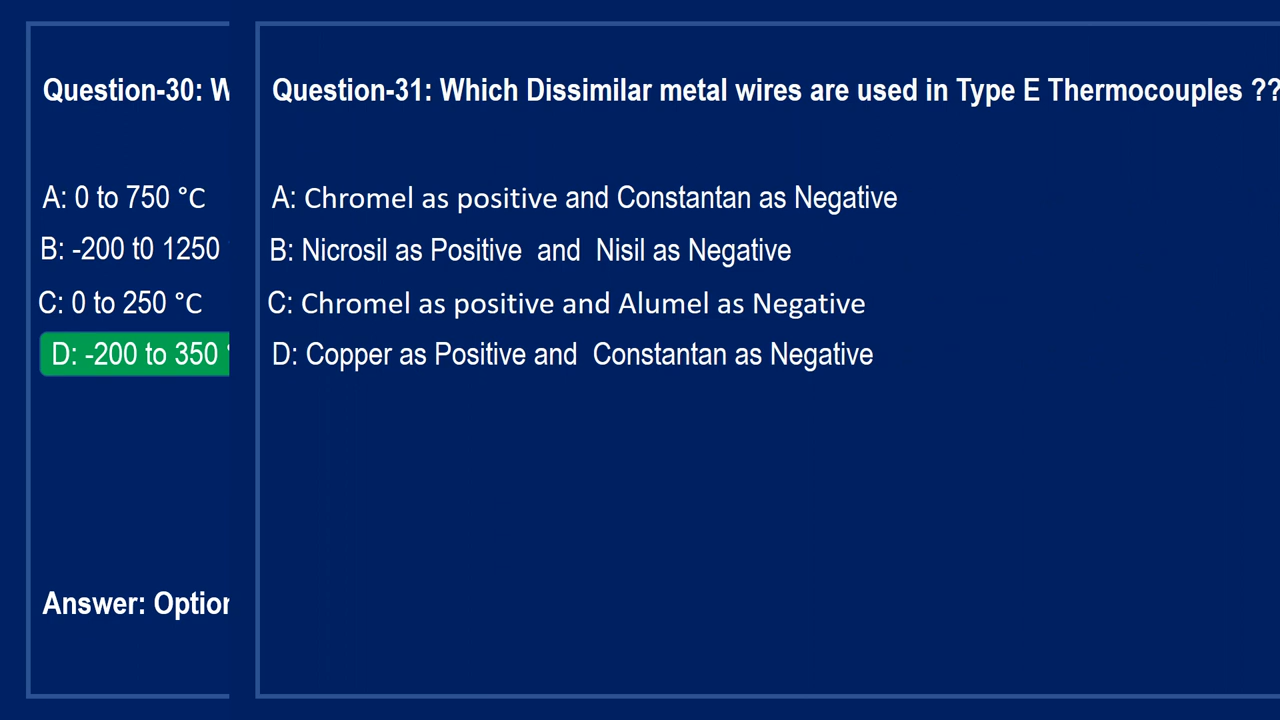 Question-30: W
A: 0 to 750 °C
B: -200 t0 1250
C: 0 to 250 °C
D: -200 to 350
Answer: Option
Question-31: Which Dissimilar metal wires are used in Type E Thermocouples ??
A: Chromel as positive and Constantan as Negative
B: Nicrosil as Positive and Nisil as Negative
C: Chromel as positive and Alumel as Negative
D: Copper as Positive and Constantan as Negative